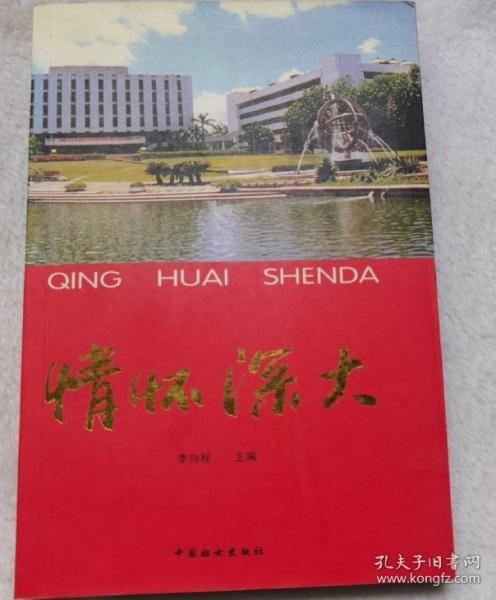 QING HUAI SHENDA
情怀深大
李向程 主编
中国妇女出版社
孔夫子旧书网
www.kongfz.com